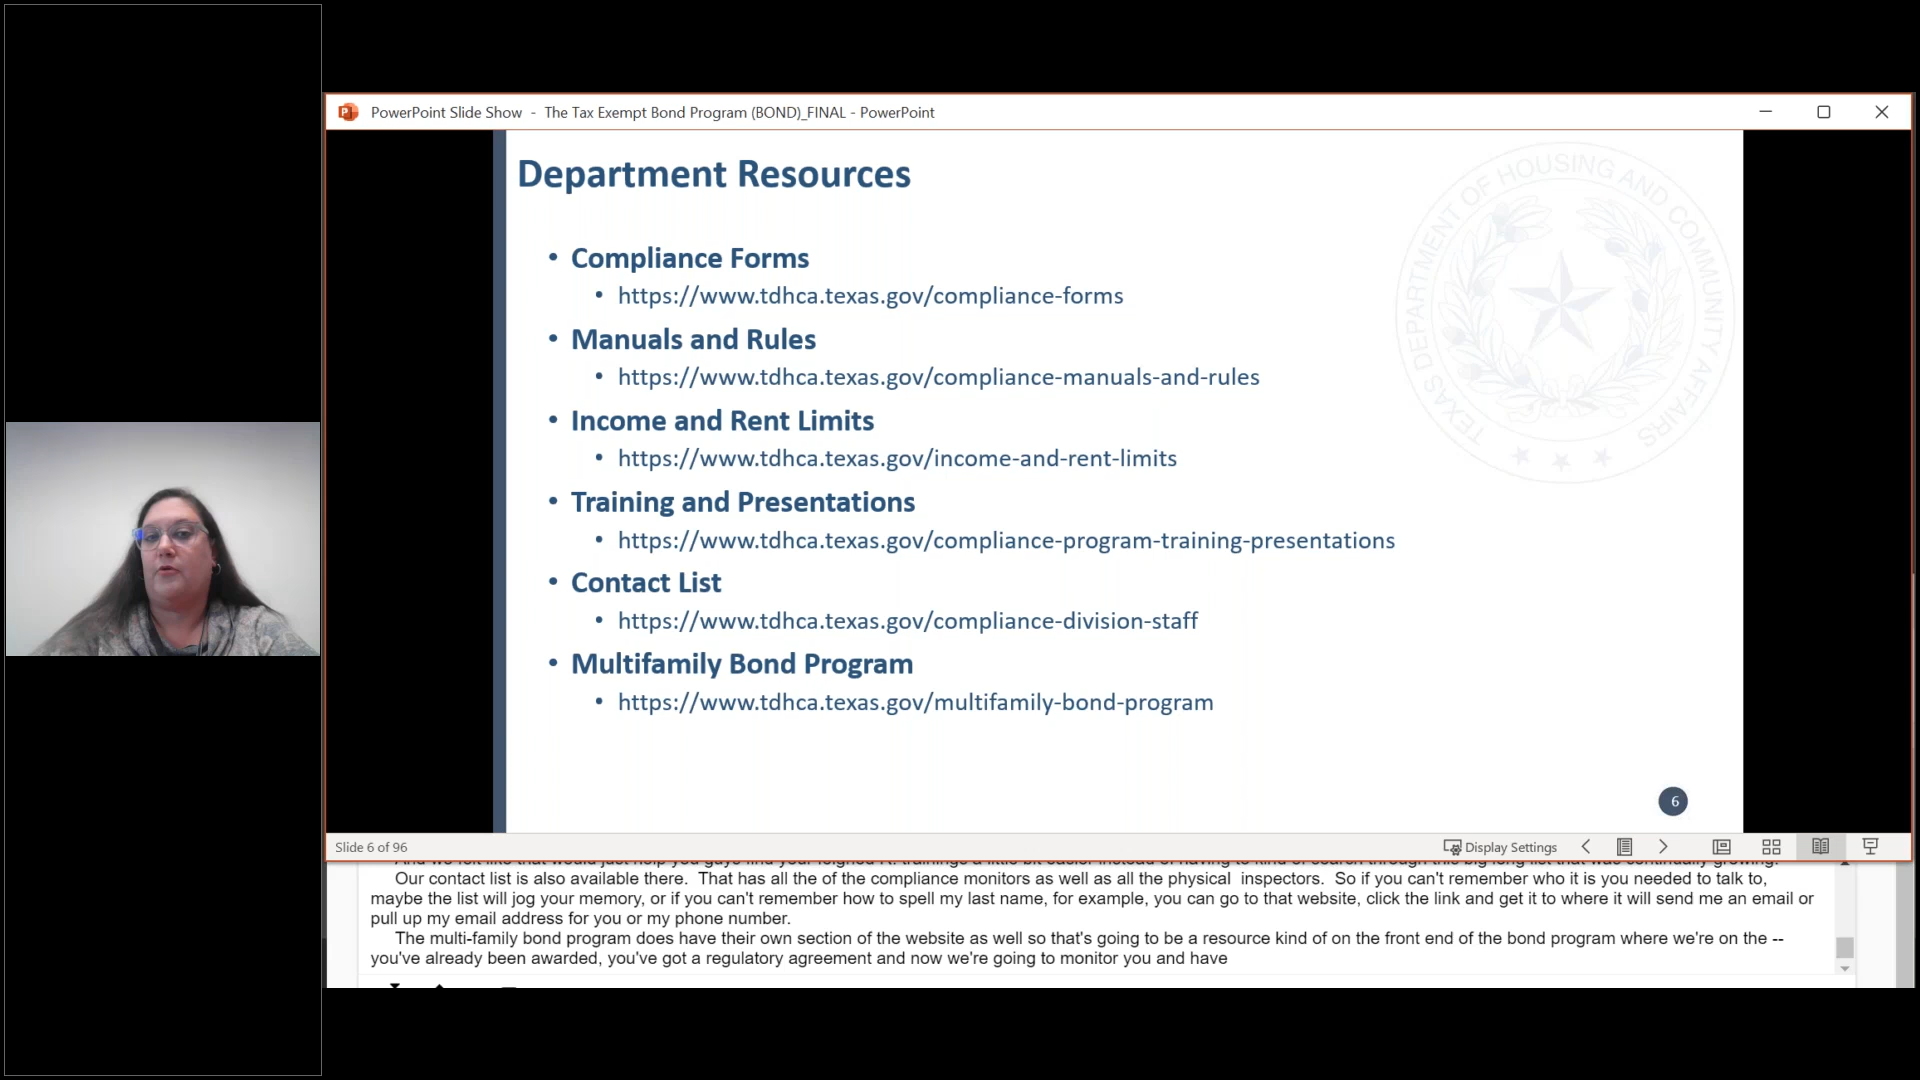 PowerPoint Slide Show - The Tax Exempt Bond Program (BOND)_FINAL - PowerPoint
Department Resources
TEXAS DEPARTMENT OF HOUSING AND COMMUNITY AFFAIRS
• Compliance Forms
• https://www.tdhca.texas.gov/compliance-forms
• Manuals and Rules
• https://www.tdhca.texas.gov/compliance-manuals-and-rules
• Income and Rent Limits
• https://www.tdhca.texas.gov/income-and-rent-limits
• Training and Presentations
• https://www.tdhca.texas.gov/compliance-program-training-presentations
• Contact List
• https://www.tdhca.texas.gov/compliance-division-staff
• Multifamily Bond Program
• https://www.tdhca.texas.gov/multifamily-bond-program
6
Slide 6 of 96
Display Settings
Our contact list is also available there. That has all the of the compliance monitors as well as all the physical inspectors. So if you can't remember who it is you needed to talk to,
maybe the list will jog your memory, or if you can't remember how to spell my last name, for example, you can go to that website, click the link and get it to where it will send me an email or
pull up my email address for you or my phone number.
The multi-family bond program does have their own section of the website as well so that's going to be a resource kind of on the front end of the bond program where we're on the --
you've already been awarded, you've got a regulatory agreement and now we're going to monitor you and have